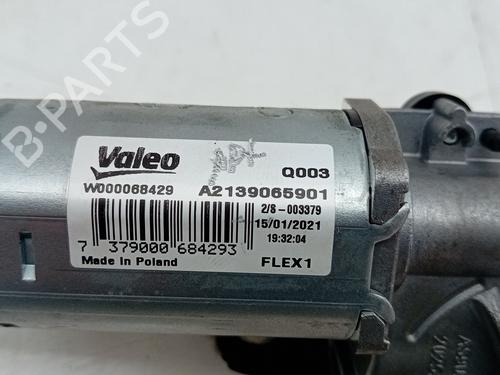 B-PARTS
Valeo
Q003
W000068429 A2139065901
2/8-003379
15/01/2021
19:32:04
7 379000 684293
Made in Poland
FLEX1